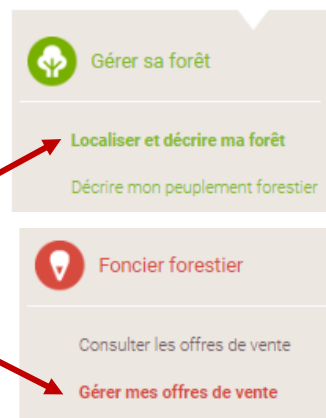 Gérer sa forêt
Localiser et décrire ma forêt
Décrire mon peuplement forestier
Foncier forestier
Consulter les offres de vente
Gérer mes offres de vente